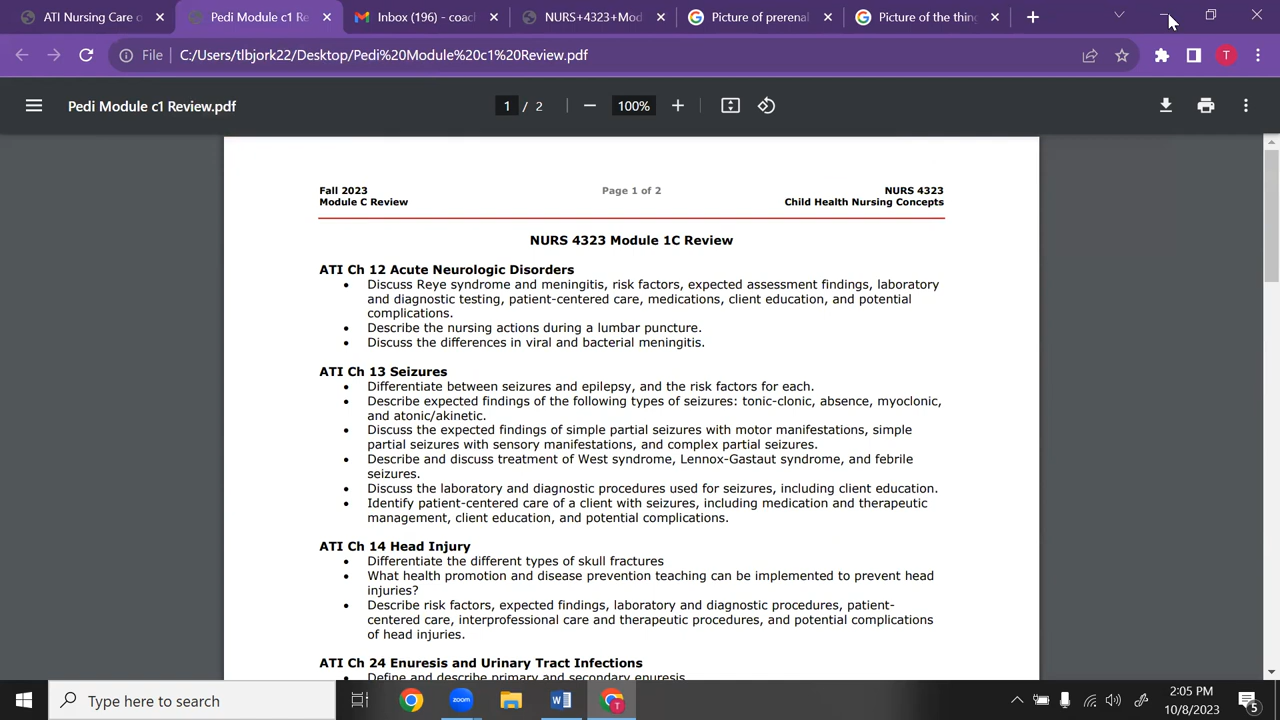 ATI Nursing Care o
Pedi Module c1 Re
Inbox (196) - coac
NURS+4323+Mod
Picture of prerenal
Picture of the thin
File
C:/Users/tlbjork22/Desktop/Pedi%20Module%20c1%20Review.pdf
T
Pedi Module c1 Review.pdf
1 / 2
100%
Fall 2023
Module C Review
Page 1 of 2
NURS 4323
Child Health Nursing Concepts
NURS 4323 Module 1C Review
ATI Ch 12 Acute Neurologic Disorders
• Discuss Reye syndrome and meningitis, risk factors, expected assessment findings, laboratory
and diagnostic testing, patient-centered care, medications, client education, and potential
complications.
• Describe the nursing actions during a lumbar puncture.
• Discuss the differences in viral and bacterial meningitis.
ATI Ch 13 Seizures
• Differentiate between seizures and epilepsy, and the risk factors for each.
• Describe expected findings of the following types of seizures: tonic-clonic, absence, myoclonic,
and atonic/akinetic.
• Discuss the expected findings of simple partial seizures with motor manifestations, simple
partial seizures with sensory manifestations, and complex partial seizures.
• Describe and discuss treatment of West syndrome, Lennox-Gastaut syndrome, and febrile
seizures.
• Discuss the laboratory and diagnostic procedures used for seizures, including client education.
• Identify patient-centered care of a client with seizures, including medication and therapeutic
management, client education, and potential complications.
ATI Ch 14 Head Injury
• Differentiate the different types of skull fractures
• What health promotion and disease prevention teaching can be implemented to prevent head
injuries?
• Describe risk factors, expected findings, laboratory and diagnostic procedures, patient-
centered care, interprofessional care and therapeutic procedures, and potential complications
of head injuries.
ATI Ch 24 Enuresis and Urinary Tract Infections
• Define and describe primary and secondary enuresis
Type here to search
zoom
T
2:05 PM
10/8/2023
5